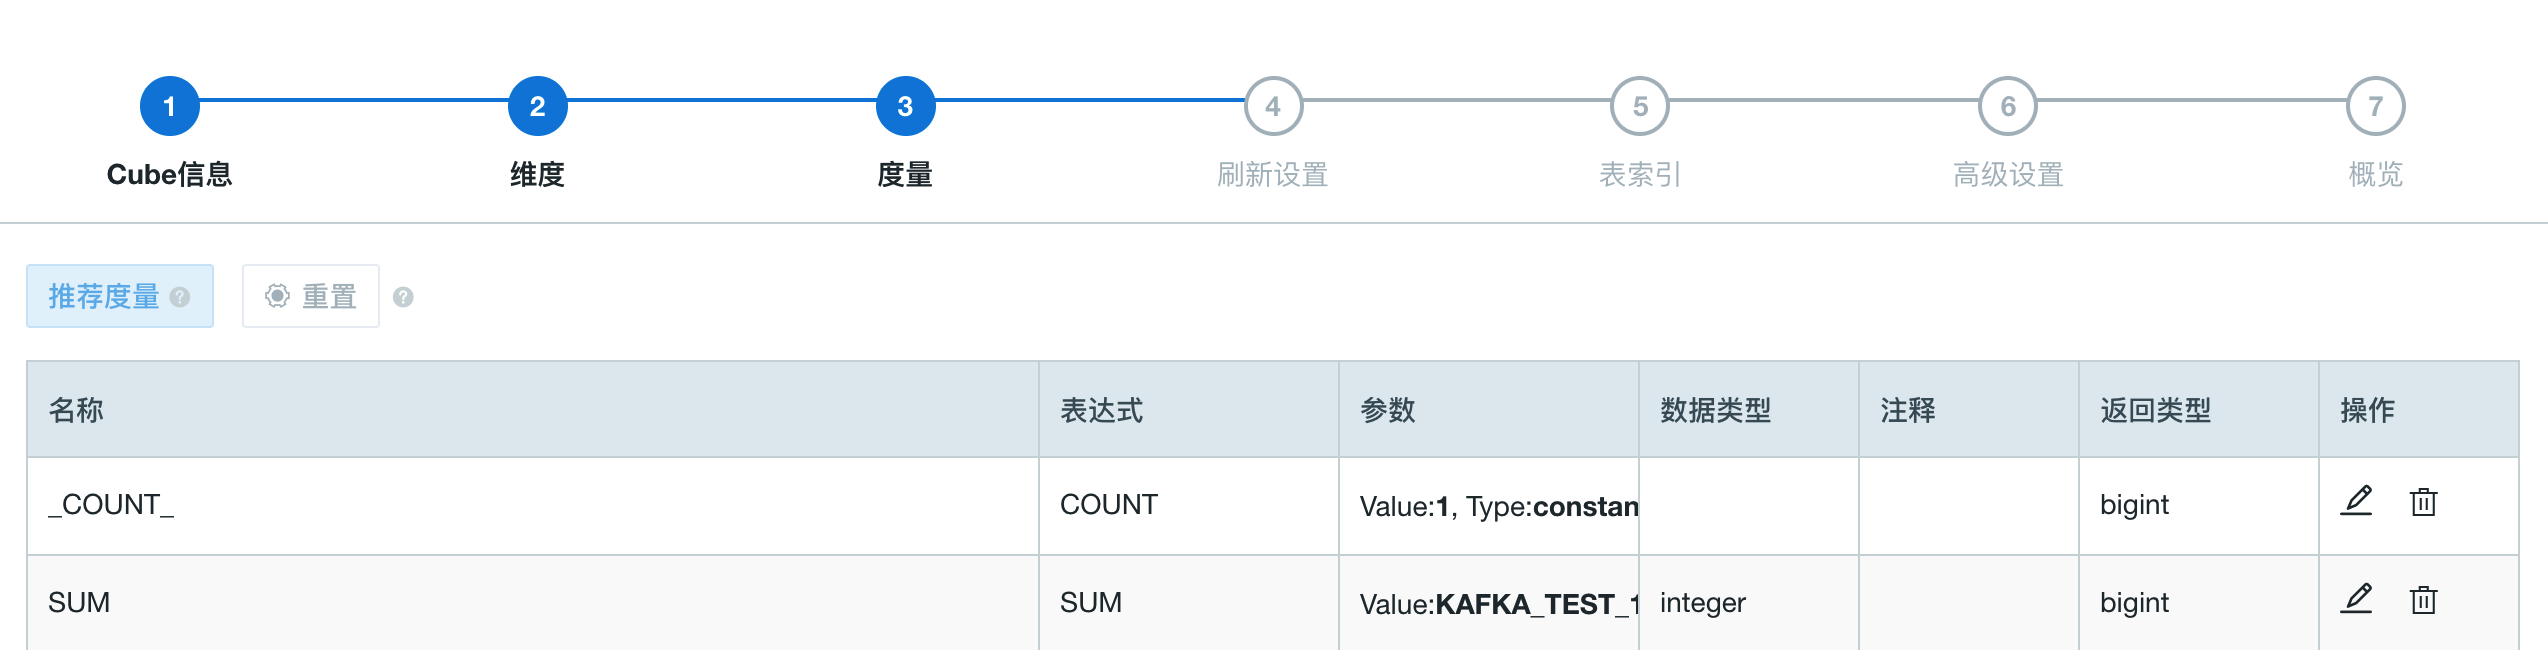 1 2 3 4 5 6 7
Cube信息 维度 度量 刷新设置 表索引 高级设置 概览
推荐度量 ? 重置 ?
名称 表达式 参数 数据类型 注释 返回类型 操作
_COUNT_ COUNT Value:1, Type:constan bigint
SUM SUM Value:KAFKA_TEST_1 integer bigint